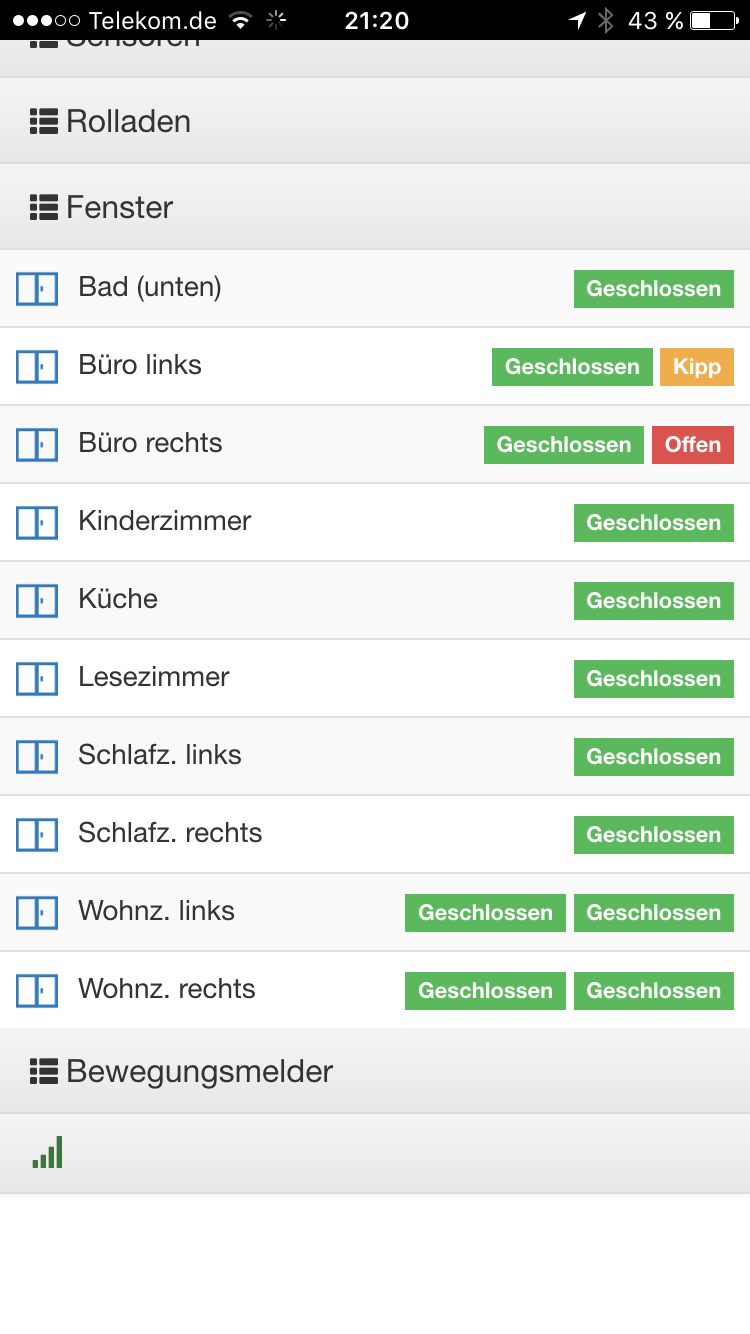 Telekom.de 21:20 43 %
Sensoren
Rolladen
Fenster
Bad (unten) Geschlossen
Büro links Geschlossen Kipp
Büro rechts Geschlossen Offen
Kinderzimmer Geschlossen
Küche Geschlossen
Lesezimmer Geschlossen
Schlafz. links Geschlossen
Schlafz. rechts Geschlossen
Wohnz. links Geschlossen Geschlossen
Wohnz. rechts Geschlossen Geschlossen
Bewegungsmelder